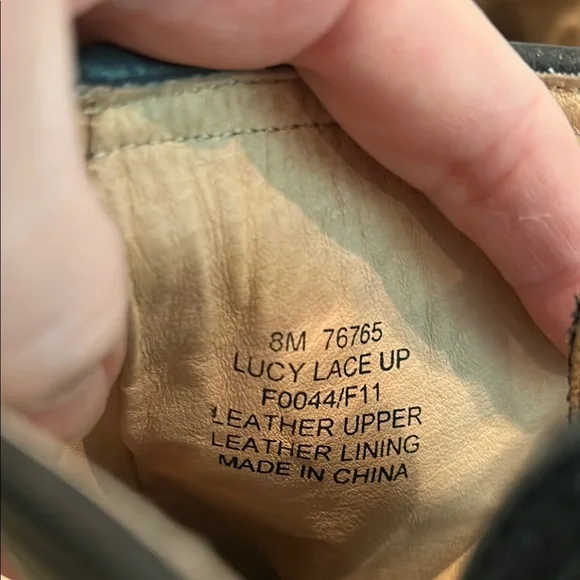 8M 76765
LUCY LACE UP
F0044/F11
LEATHER UPPER
LEATHER LINING
MADE IN CHINA